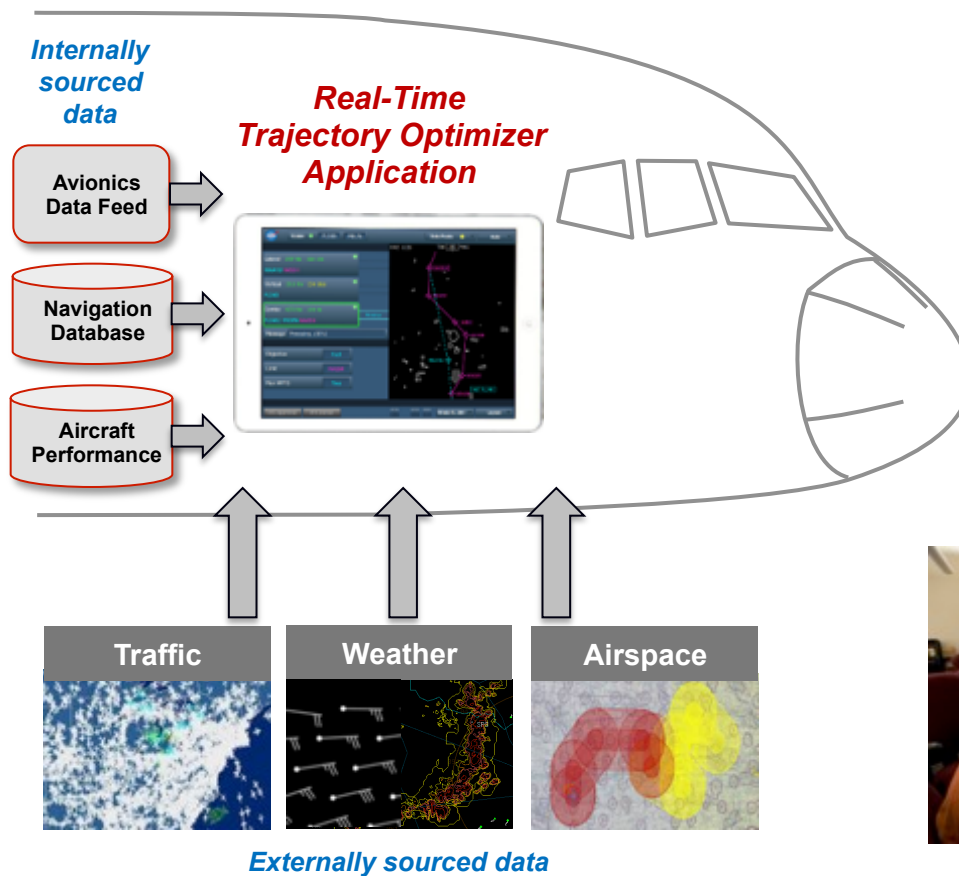 Internally
sourced
data
Real-Time
Trajectory Optimizer
Application
Avionics
Data Feed
Navigation
Database
Aircraft
Performance
Traffic
Weather
Airspace
Externally sourced data